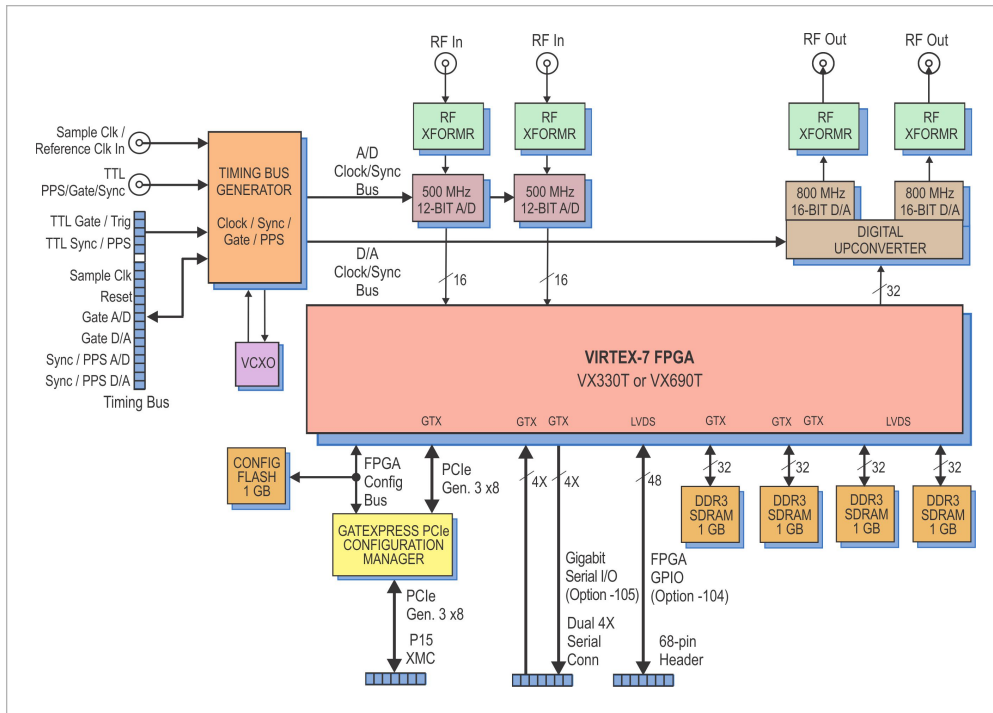 RF In
RF In
RF Out
RF Out
Sample Clk /
Reference Clk In
TTL
PPS/Gate/Sync
TTL Gate / Trig
TTL Sync / PPS
Sample Clk
Reset
Gate A/D
Gate D/A
Sync / PPS A/D
Sync / PPS D/A
Timing Bus
TIMING BUS
GENERATOR
Clock / Sync /
Gate / PPS
VCXO
A/D
Clock/Sync
Bus
D/A
Clock/Sync
Bus
RF
XFORMR
RF
XFORMR
RF
XFORMR
RF
XFORMR
500 MHz
12-BIT A/D
500 MHz
12-BIT A/D
800 MHz
16-BIT D/A
800 MHz
16-BIT D/A
DIGITAL
UPCONVERTER
16
16
32
VIRTEX-7 FPGA
VX330T or VX690T
GTX
GTX
GTX
LVDS
GTX
GTX
GTX
LVDS
CONFIG
FLASH
1 GB
FPGA
Config
Bus
PCIe
Gen. 3 x8
4X
4X
48
32
32
32
32
DDR3
SDRAM
1 GB
DDR3
SDRAM
1 GB
DDR3
SDRAM
1 GB
DDR3
SDRAM
1 GB
GATEXPRESS PCIe
CONFIGURATION
MANAGER
PCIe
Gen. 3 x8
P15
XMC
Gigabit
Serial I/O
(Option -105)
Dual 4X
Serial
Conn
FPGA
GPIO
(Option -104)
68-pin
Header